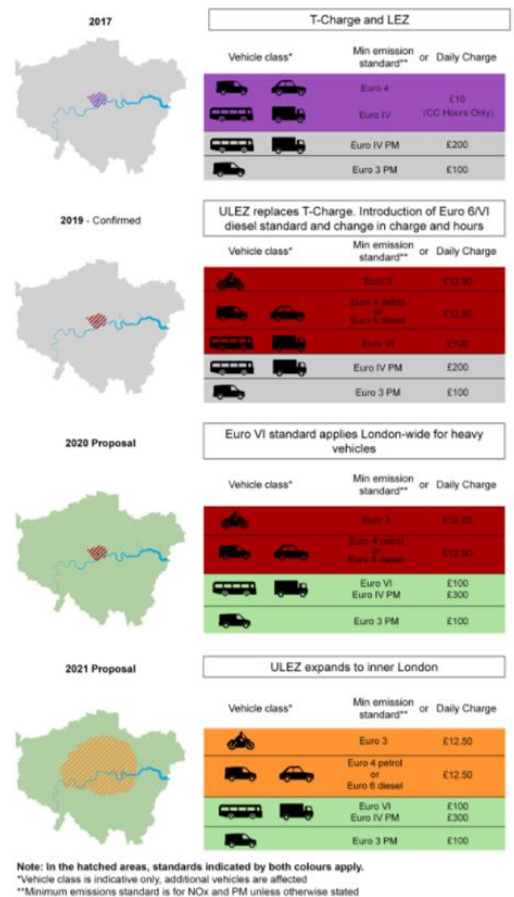 2017
T-Charge and LEZ
Vehicle class*
Min emission standard**
or
Daily Charge
Euro 4
Euro IV
£10
(CC Hours Only)
Euro IV PM
£200
Euro 3 PM
£100
2019 - Confirmed
ULEZ replaces T-Charge. Introduction of Euro 6/VI
diesel standard and change in charge and hours
Vehicle class*
Min emission standard**
or
Daily Charge
Euro 3
£12.50
Euro 4 petrol
or
Euro 6 diesel
£12.50
Euro VI
£100
Euro IV PM
£200
Euro 3 PM
£100
2020 Proposal
Euro VI standard applies London-wide for heavy
vehicles
Vehicle class*
Min emission standard**
or
Daily Charge
Euro 3
£12.50
Euro 4 petrol
or
Euro 6 diesel
£12.50
Euro VI £100
Euro IV PM £300
Euro 3 PM £100
2021 Proposal
ULEZ expands to inner London
Vehicle class*
Min emission standard**
or
Daily Charge
Euro 3
£12.50
Euro 4 petrol
or
Euro 6 diesel
£12.50
Euro VI £100
Euro IV PM £300
Euro 3 PM £100
Note: In the hatched areas, standards indicated by both colours apply.
*Vehicle class is indicative only, additional vehicles are affected
**Minimum emissions standard is for NOx and PM unless otherwise stated